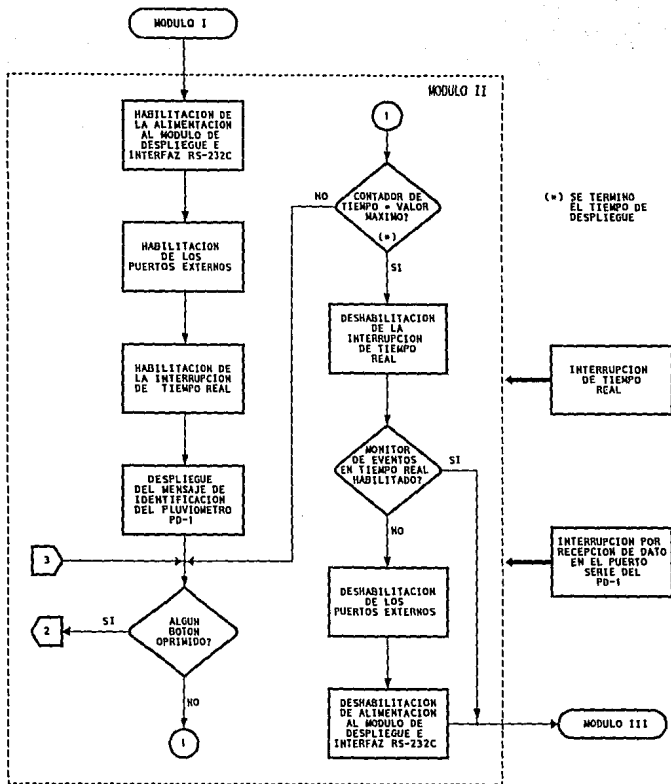 MODULO I
MODULO II
HABILITACION DE
LA ALIMENTACION
AL MODULO DE
DESPLIEGUE E
INTERFAZ RS-232C
HABILITACION
DE LOS
PUERTOS EXTERNOS
HABILITACION DE
LA INTERRUPCION
DE TIEMPO REAL
DESPLIEGUE
DEL MENSAJE DE
IDENTIFICACION
DEL PLUVIOMETRO
PD-1
3
2
SI
ALGUN
BOTON
OPRIMIDO?
NO
1
1
NO
CONTADOR DE
TIEMPO = VALOR
MAXIMO?
(*)
SI
DESHABILITACION
DE LA
INTERRUPCION
DE TIEMPO
REAL
MONITOR
DE EVENTOS
EN TIEMPO REAL
HABILITADO?
SI
NO
DESHABILITACION
DE LOS
PUERTOS EXTERNOS
DESHABILITACION
DE ALIMENTACION
AL MODULO DE
DESPLIEGUE E
INTERFAZ RS-232C
(*) SE TERMINO
EL TIEMPO DE
DESPLIEGUE
INTERRUPCION
DE TIEMPO
REAL
INTERRUPCION POR
RECEPCION DE DATO
EN EL PUERTO
SERIE DEL
PD-1
MODULO III